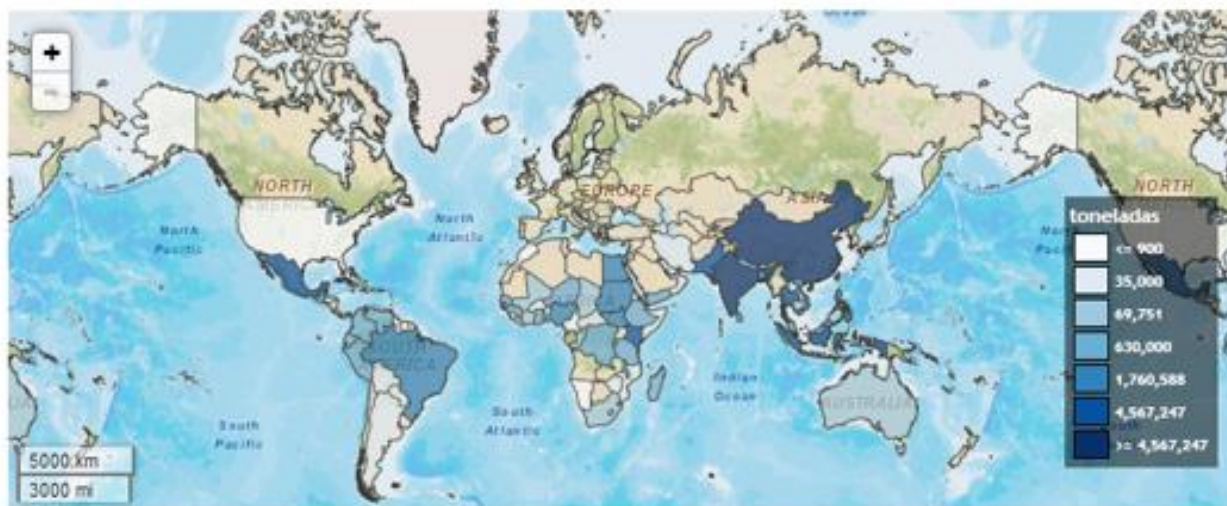 +
-
NORTH
AMERICA
North
Pacific
North
Atlantic
EUROPE
ASIA
NORTH
SOUTH
AMERICA
Indian
Ocean
AUSTRALIA
South
Pacific
South
Atlantic
5000 km
3000 mi
toneladas
<= 900
35,000
69,751
630,000
1,760,588
4,567,247
>= 4,567,247